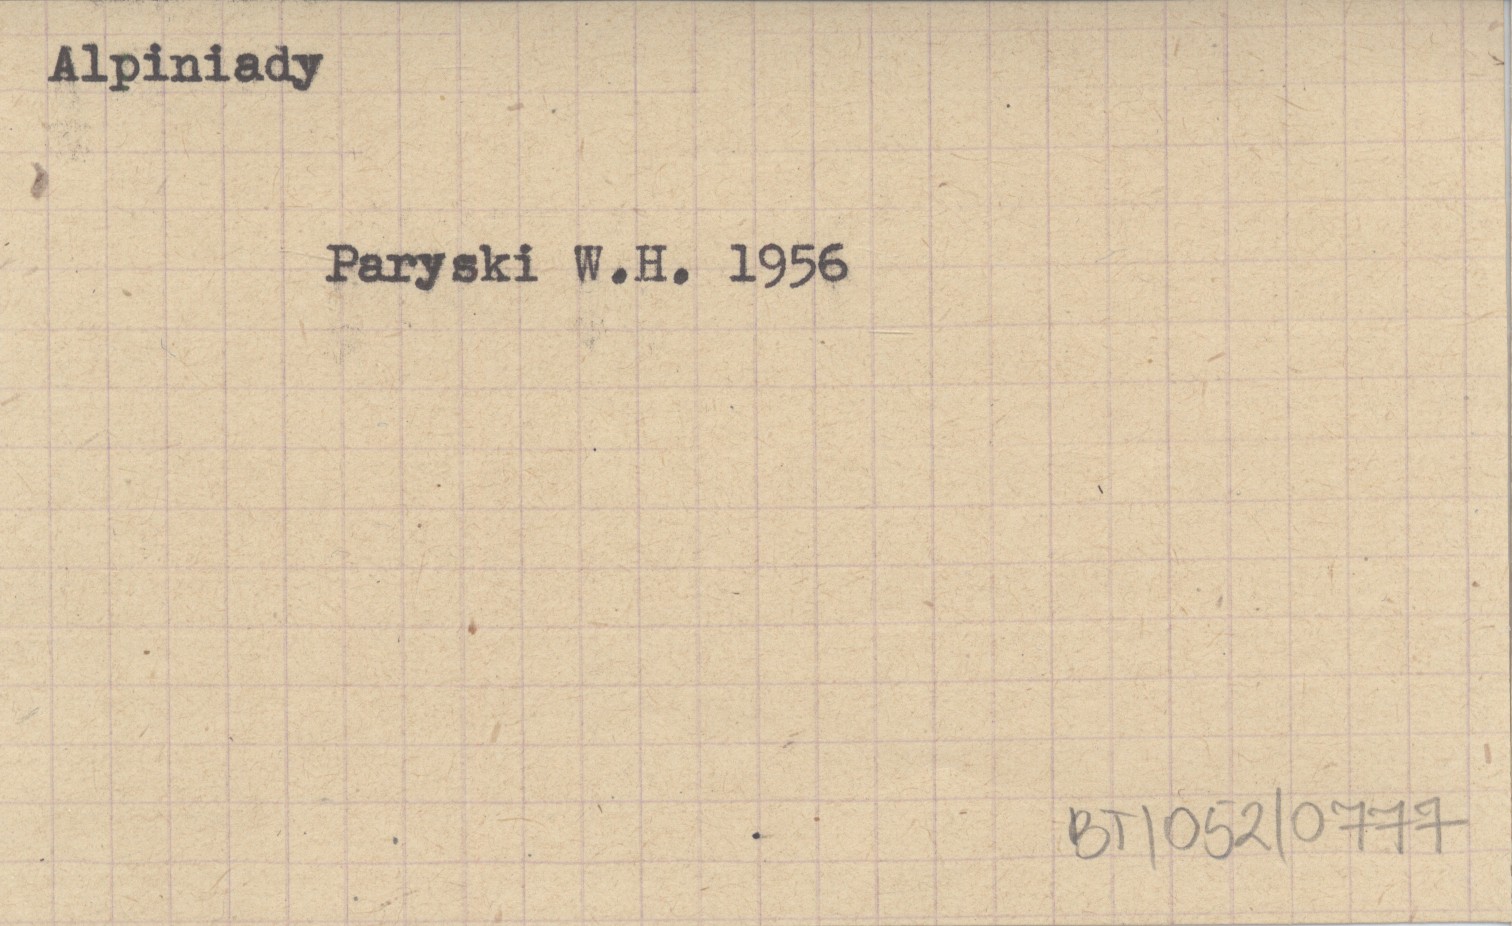 Alpiniady
Paryski W.H. 1956
BT|052|0777